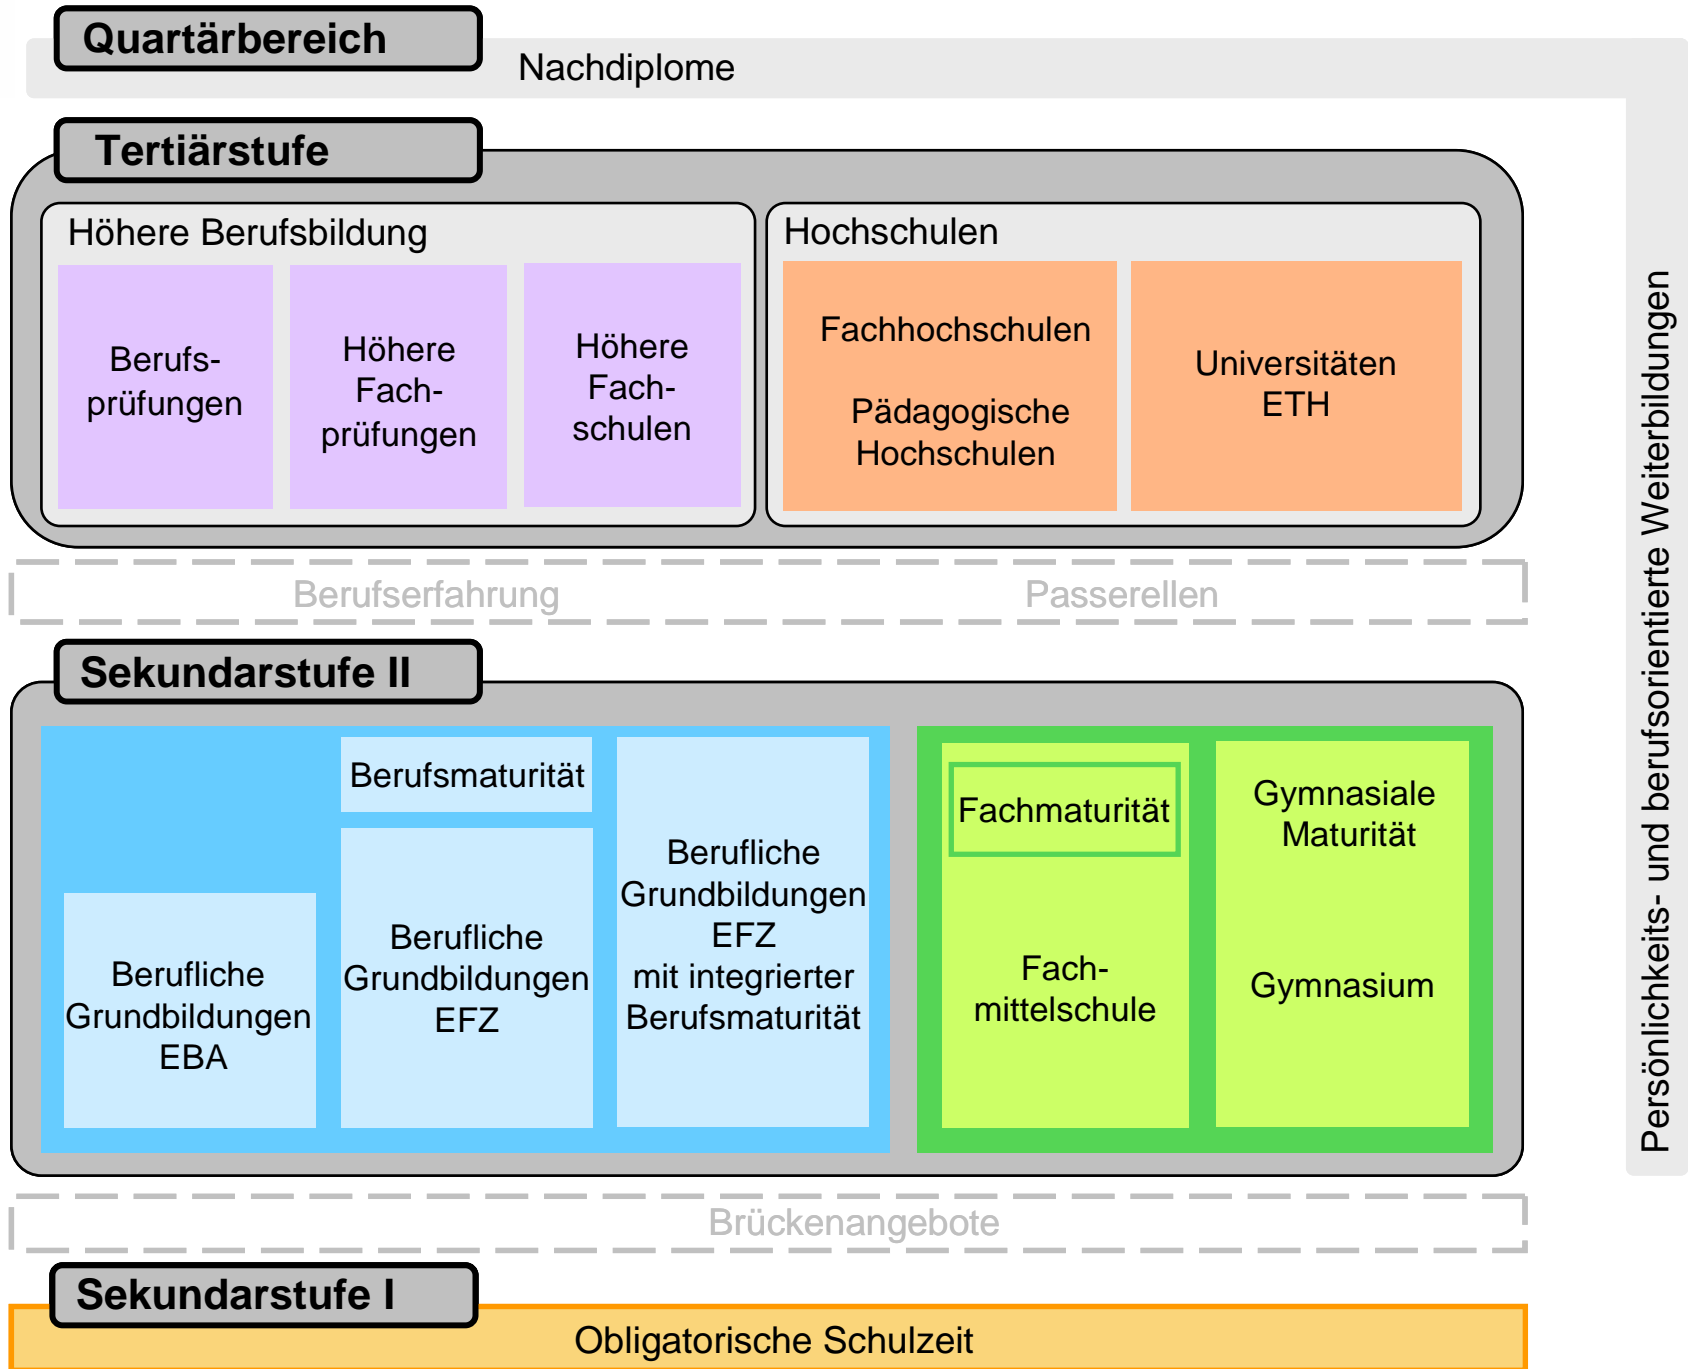 Quartärbereich
Nachdiplome
Tertiärstufe
Höhere Berufsbildung
Berufs-
prüfungen
Höhere
Fach-
prüfungen
Höhere
Fach-
schulen
Hochschulen
Fachhochschulen
Pädagogische
Hochschulen
Universitäten
ETH
Berufserfahrung
Passerellen
Sekundarstufe II
Berufliche
Grundbildungen
EBA
Berufsmaturität
Berufliche
Grundbildungen
EFZ
Berufliche
Grundbildungen
EFZ
mit integrierter
Berufsmaturität
Fachmaturität
Fach-
mittelschule
Gymnasiale
Maturität
Gymnasium
Brückenangebote
Sekundarstufe I
Obligatorische Schulzeit
Persönlichkeits- und berufsorientierte Weiterbildungen